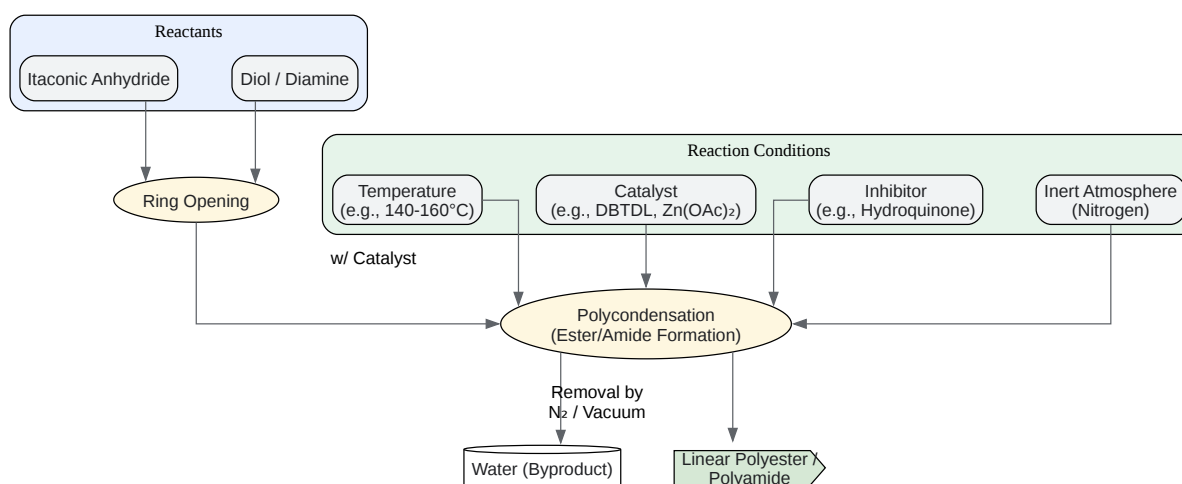 Reactants
Itaconic Anhydride
Diol / Diamine
Ring Opening
Reaction Conditions
Temperature
(e.g., 140-160°C)
Catalyst
(e.g., DBTDL, Zn(OAc)₂)
Inhibitor
(e.g., Hydroquinone)
Inert Atmosphere
(Nitrogen)
w/ Catalyst
Polycondensation
(Ester/Amide Formation)
Removal by
N₂ / Vacuum
Water (Byproduct)
Linear Polyester /
Polyamide